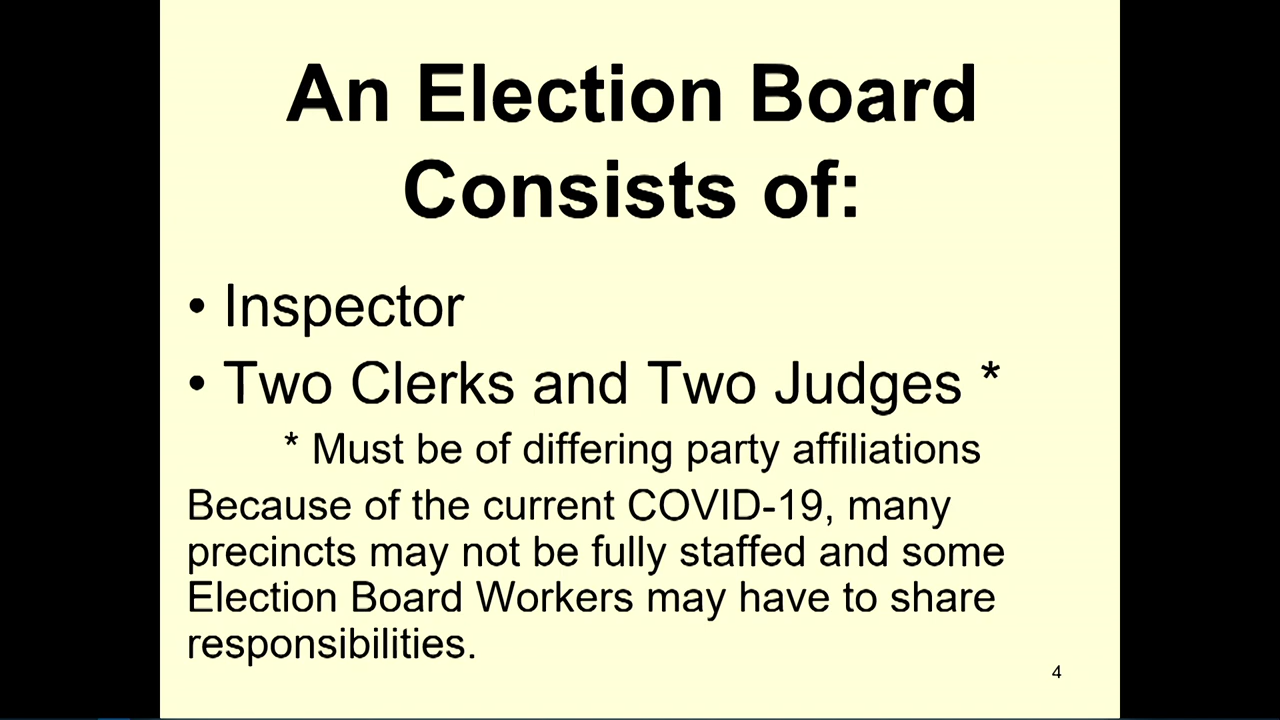 An Election Board
Consists of:
• Inspector
• Two Clerks and Two Judges *
* Must be of differing party affiliations
Because of the current COVID-19, many
precincts may not be fully staffed and some
Election Board Workers may have to share
responsibilities.
4